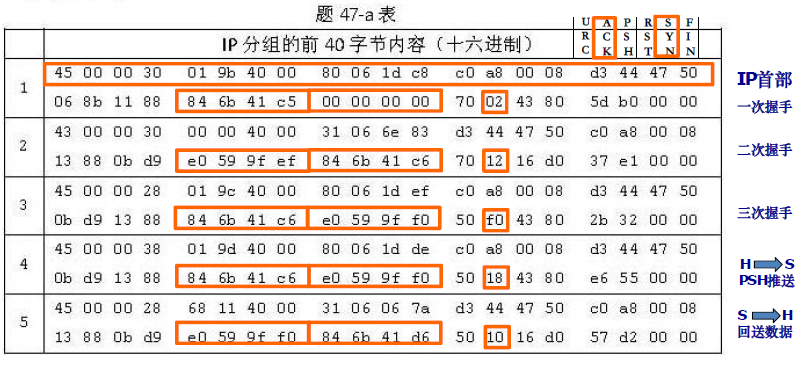 题 47-a 表
IP 分组的前 40 字节内容（十六进制）
URC ACK PSH RST SYN FIN
1
45 00 00 30 01 9b 40 00 80 06 1d c8 c0 a8 00 08 d3 44 47 50
06 8b 11 88 84 6b 41 c5 00 00 00 00 70 02 43 80 5d b0 00 00
IP首部
一次握手
2
43 00 00 30 00 00 40 00 31 06 6e 83 d3 44 47 50 c0 a8 00 08
13 88 0b d9 e0 59 9f ef 84 6b 41 c6 70 12 16 d0 37 e1 00 00
二次握手
3
45 00 00 28 01 9c 40 00 80 06 1d ef c0 a8 00 08 d3 44 47 50
0b d9 13 88 84 6b 41 c6 e0 59 9f f0 50 f0 43 80 2b 32 00 00
三次握手
4
45 00 00 38 01 9d 40 00 80 06 1d de c0 a8 00 08 d3 44 47 50
0b d9 13 88 84 6b 41 c6 e0 59 9f f0 50 18 43 80 e6 55 00 00
H S
PSH推送
5
45 00 00 28 68 11 40 00 31 06 06 7a d3 44 47 50 c0 a8 00 08
13 88 0b d9 e0 59 9f f0 84 6b 41 d6 50 10 16 d0 57 d2 00 00
S H
回送数据